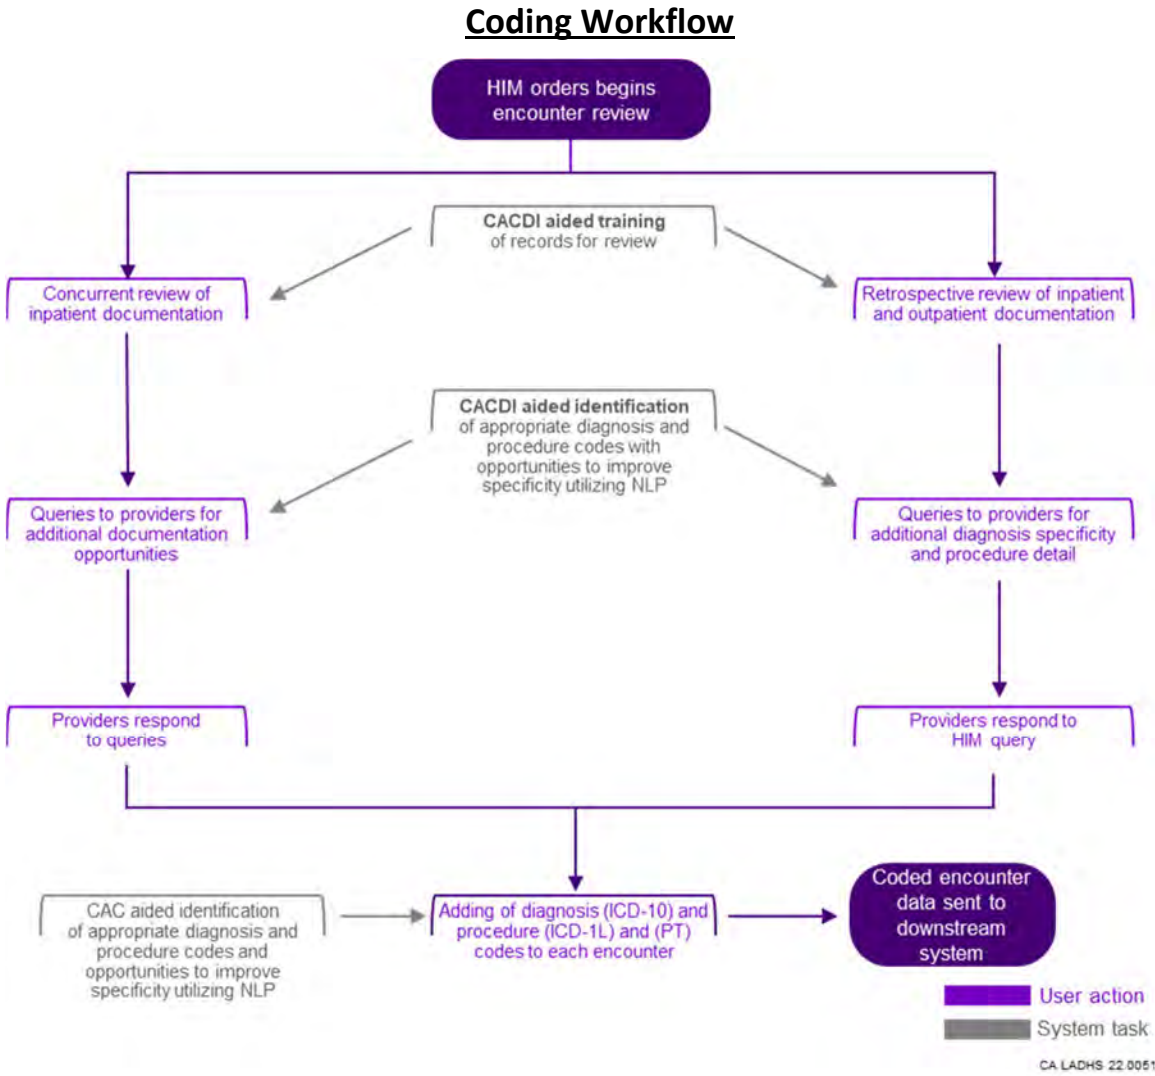 Coding Workflow
HIM orders begins
encounter review
CACDI aided training
of records for review
Concurrent review of
inpatient documentation
Retrospective review of inpatient
and outpatient documentation
CACDI aided identification
of appropriate diagnosis and
procedure codes with
opportunities to improve
specificity utilizing NLP
Queries to providers for
additional documentation
opportunities
Queries to providers for
additional diagnosis specificity
and procedure detail
Providers respond
to queries
Providers respond to
HIM query
CAC aided identification
of appropriate diagnosis and
procedure codes and
opportunities to improve
specificity utilizing NLP
Adding of diagnosis (ICD-10) and
procedure (ICD-1L) and (PT)
codes to each encounter
Coded encounter
data sent to
downstream
system
User action
System task
CA LADHS 22.0051